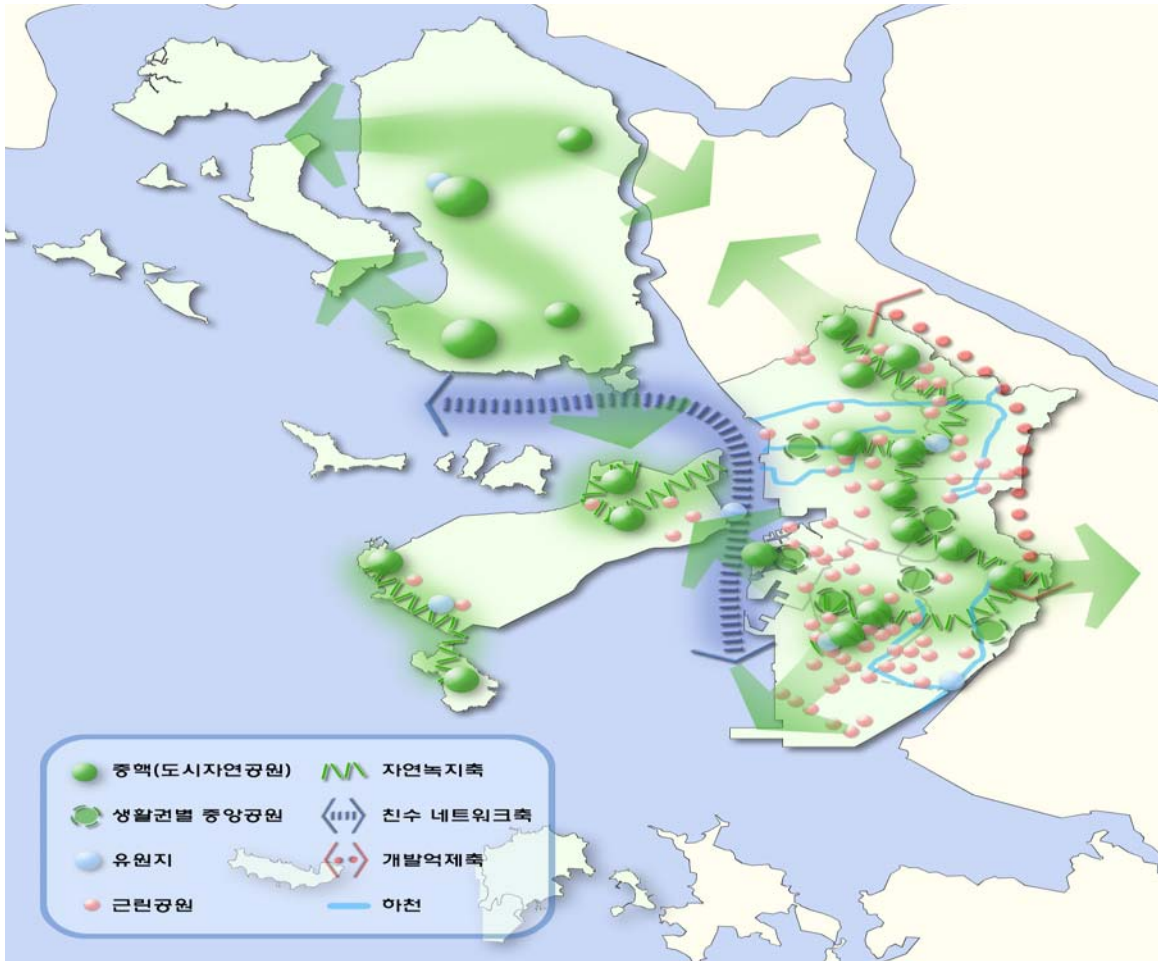 중핵(도시자연공원)
자연녹지축
생활권별 중앙공원
친수 네트워크축
유원지
개발억제축
근린공원
하천